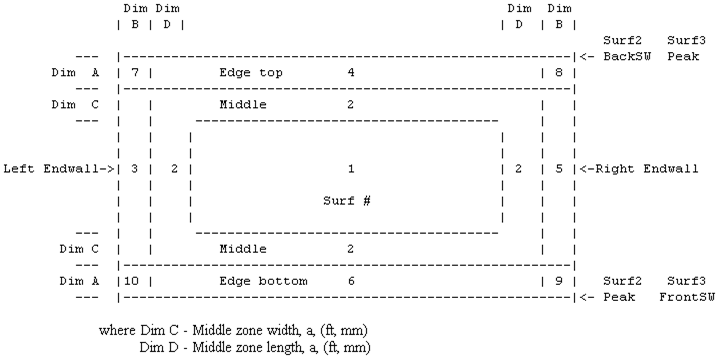 Dim Dim Dim Dim
B D D B
Surf2 Surf3
<- BackSW Peak
Dim A 7 Edge top 4 8
Dim C Middle 2
Left Endwall-> 3 2 1 2 5 <-Right Endwall
Surf #
Dim C Middle 2
Dim A 10 Edge bottom 6 9 Surf2 Surf3
<- Peak FrontSW
where Dim C - Middle zone width, a, (ft, mm)
Dim D - Middle zone length, a, (ft, mm)